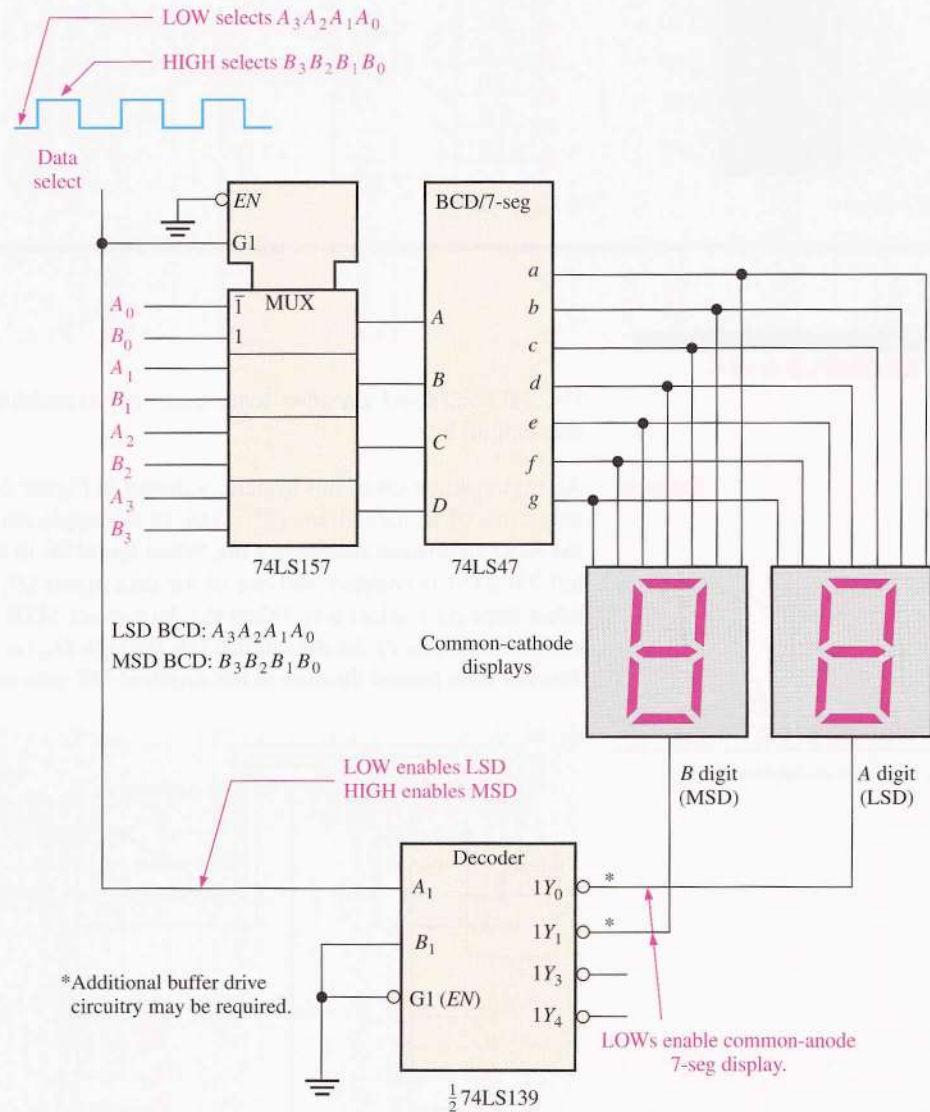 LOW selects A₃A₂A₁A₀
HIGH selects B₃B₂B₁B₀
Data
select
EN
G1
MUX
1̅
1
A₀
B₀
A₁
B₁
A₂
B₂
A₃
B₃
74LS157
BCD/7-seg
A
B
C
D
a
b
c
d
e
f
g
74LS47
LSD BCD: A₃A₂A₁A₀
MSD BCD: B₃B₂B₁B₀
Common-cathode
displays
8
8
B digit
(MSD)
A digit
(LSD)
LOW enables LSD
HIGH enables MSD
Decoder
A₁
B₁
G1 (EN)
1Y₀
1Y₁
1Y₃
1Y₄
*
*
*Additional buffer drive
circuitry may be required.
LOWs enable common-anode
7-seg display.
½ 74LS139